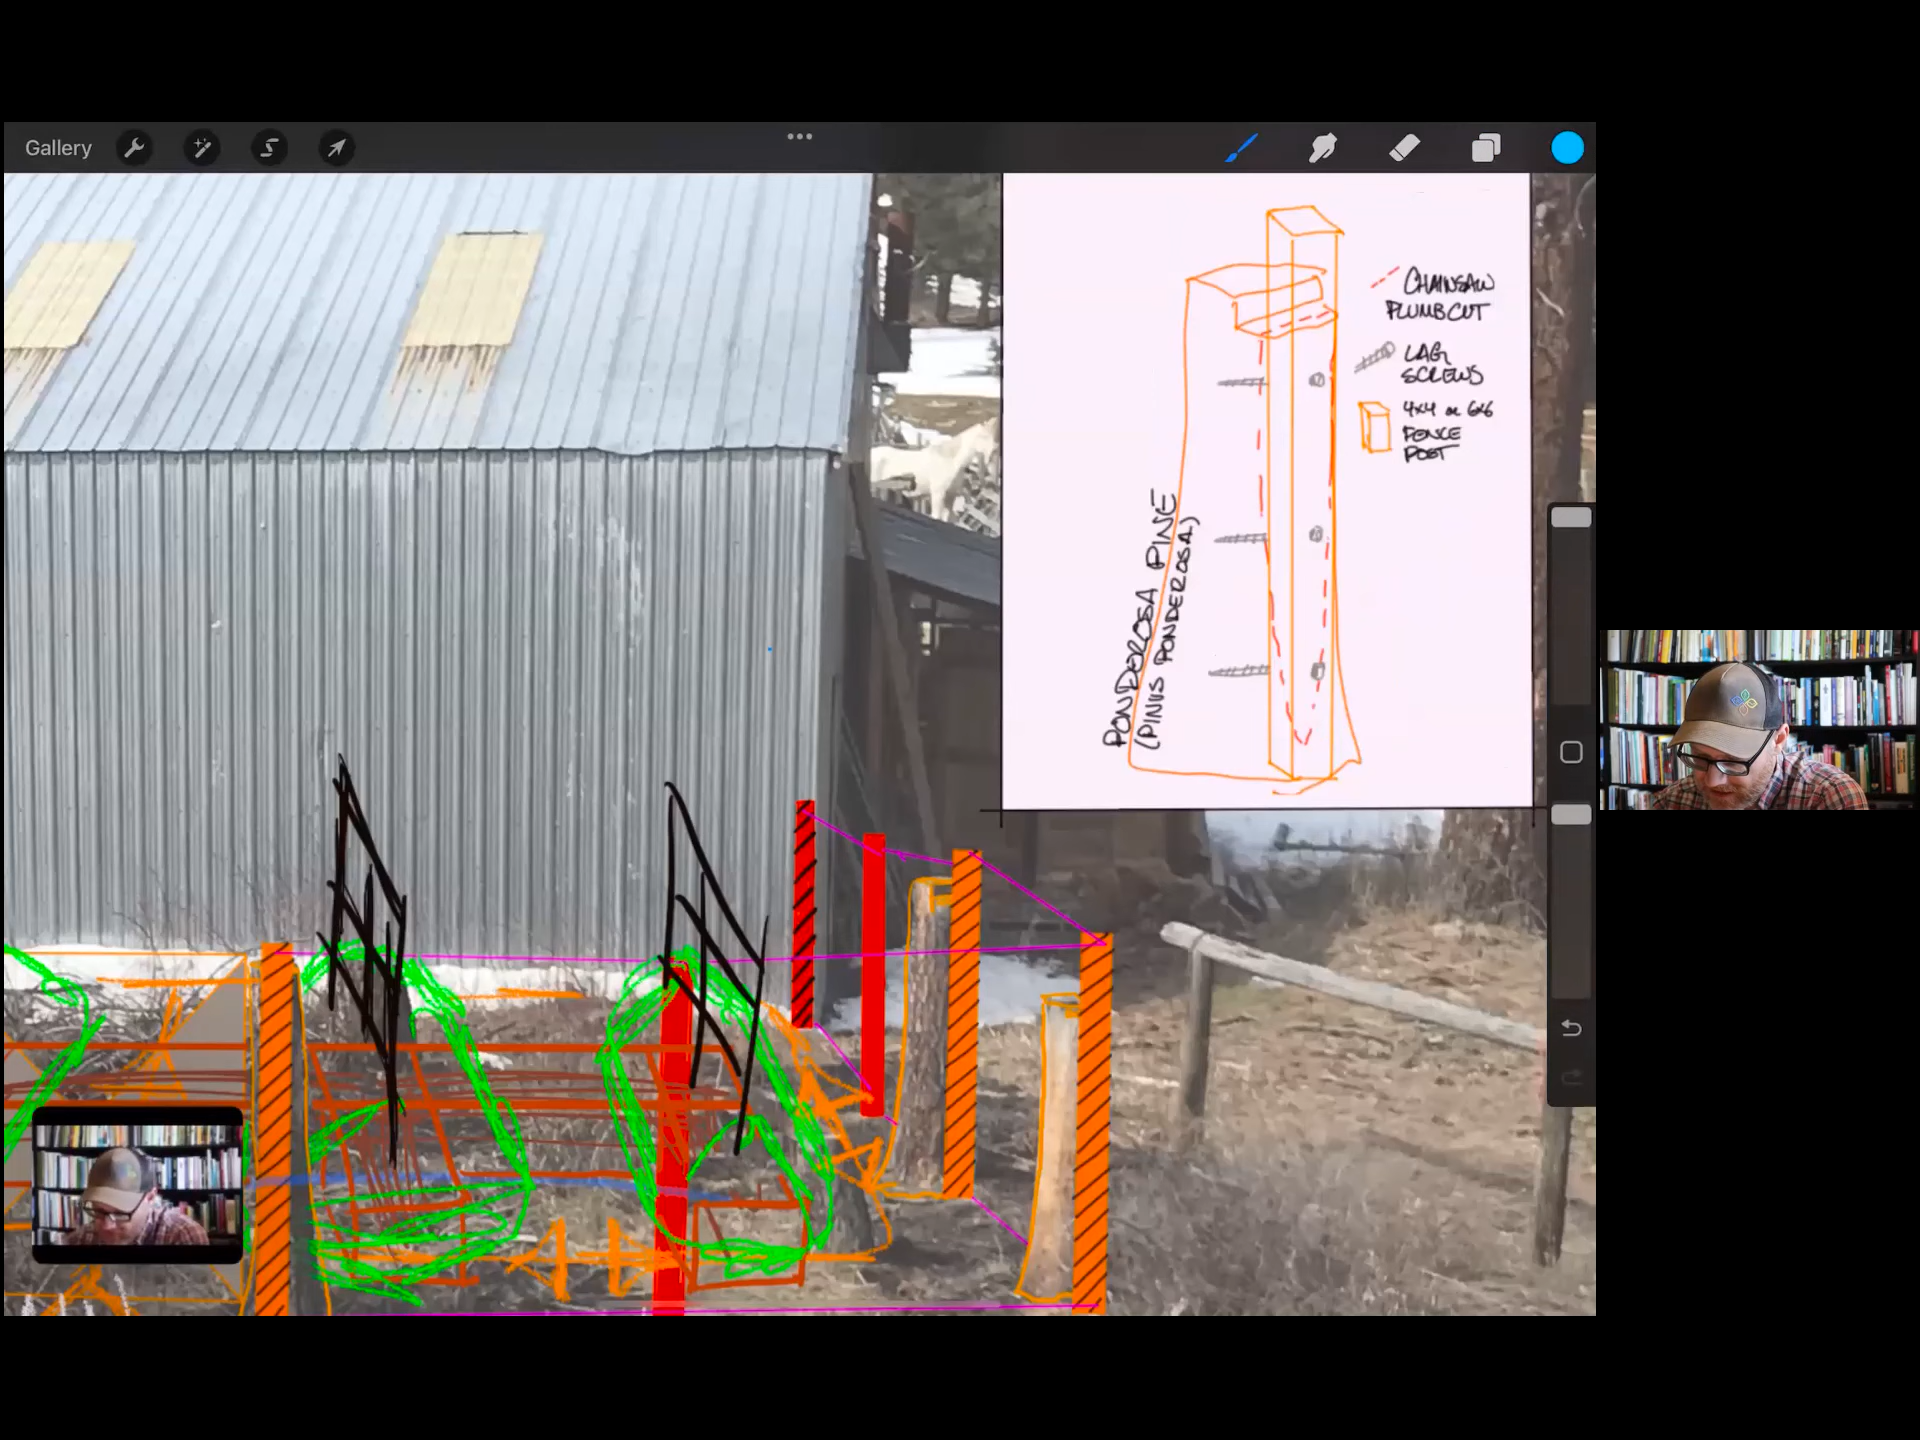 Gallery
CHAINSAW
PLUMB CUT
LAG
SCREWS
4x4 or 6x6
FENCE
POST
PONDEROSA PINE
(PINUS PONDEROSA)